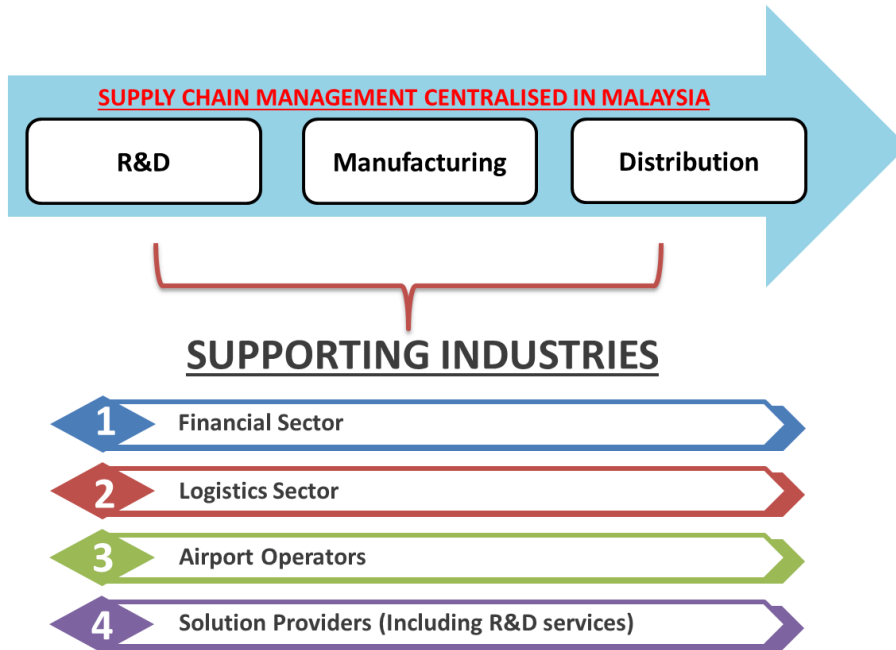 SUPPLY CHAIN MANAGEMENT CENTRALISED IN MALAYSIA
R&D
Manufacturing
Distribution
SUPPORTING INDUSTRIES
1 Financial Sector
2 Logistics Sector
3 Airport Operators
4 Solution Providers (Including R&D services)